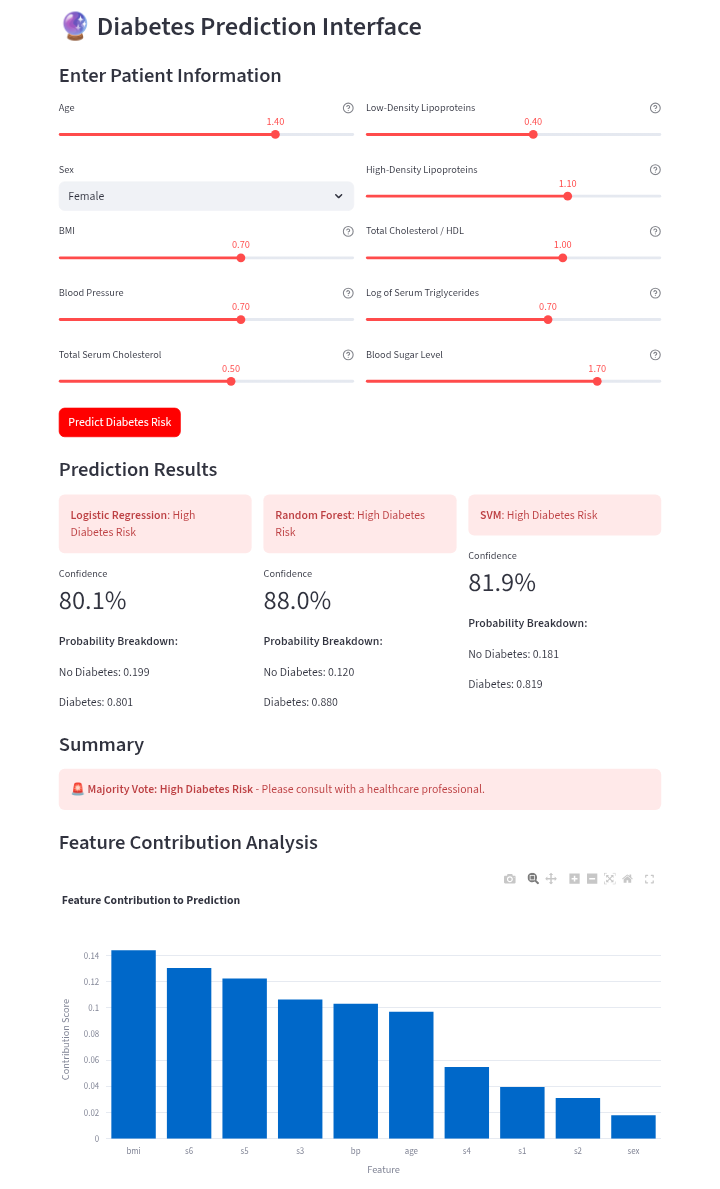 🔮 Diabetes Prediction Interface
Enter Patient Information
Age
1.40
Sex
Female
BMI
0.70
Blood Pressure
0.70
Total Serum Cholesterol
0.50
Low-Density Lipoproteins
0.40
High-Density Lipoproteins
1.10
Total Cholesterol / HDL
1.00
Log of Serum Triglycerides
0.70
Blood Sugar Level
1.70
Predict Diabetes Risk
Prediction Results
Logistic Regression: High
Diabetes Risk
Confidence
80.1%
Probability Breakdown:
No Diabetes: 0.199
Diabetes: 0.801
Random Forest: High Diabetes
Risk
Confidence
88.0%
Probability Breakdown:
No Diabetes: 0.120
Diabetes: 0.880
SVM: High Diabetes Risk
Confidence
81.9%
Probability Breakdown:
No Diabetes: 0.181
Diabetes: 0.819
Summary
🚨 Majority Vote: High Diabetes Risk - Please consult with a healthcare professional.
Feature Contribution Analysis
Feature Contribution to Prediction
Contribution Score
0.14
0.12
0.1
0.08
0.06
0.04
0.02
0
bmi s6 s5 s3 bp age s4 s1 s2 sex
Feature